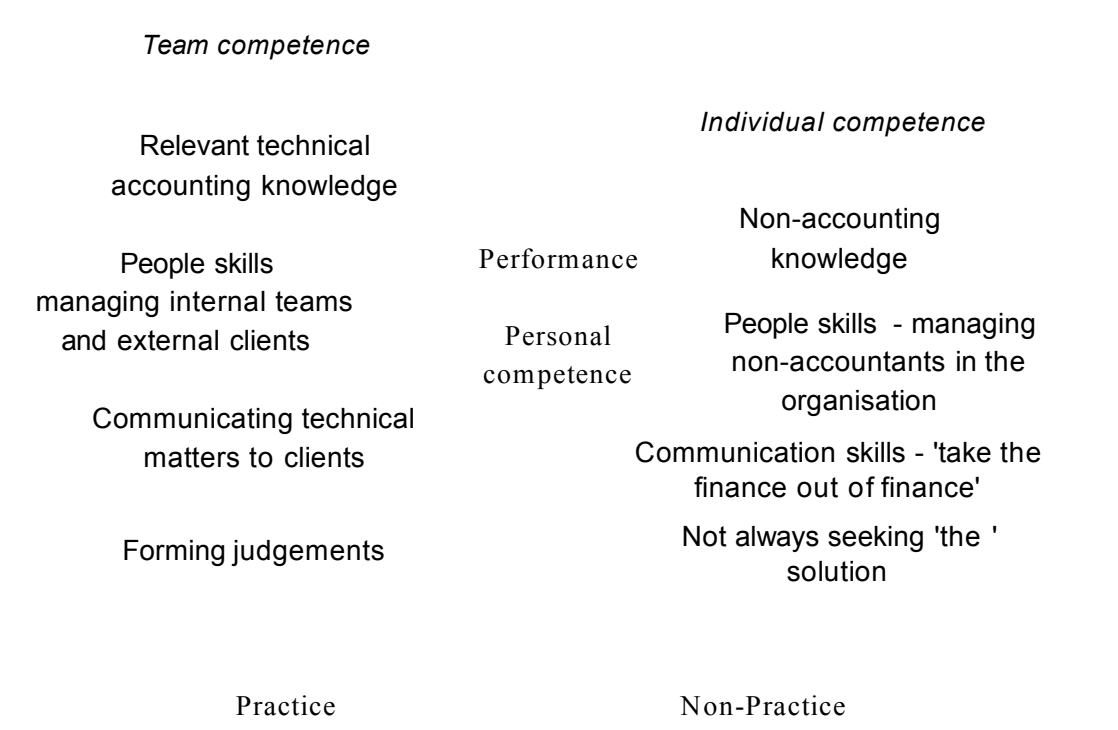 Team competence
Relevant technical
accounting knowledge
People skills
managing internal teams
and external clients
Communicating technical
matters to clients
Forming judgements
Performance
Personal
competence
Individual competence
Non-accounting
knowledge
People skills - managing
non-accountants in the
organisation
Communication skills - 'take the
finance out of finance'
Not always seeking 'the '
solution
Practice
Non-Practice